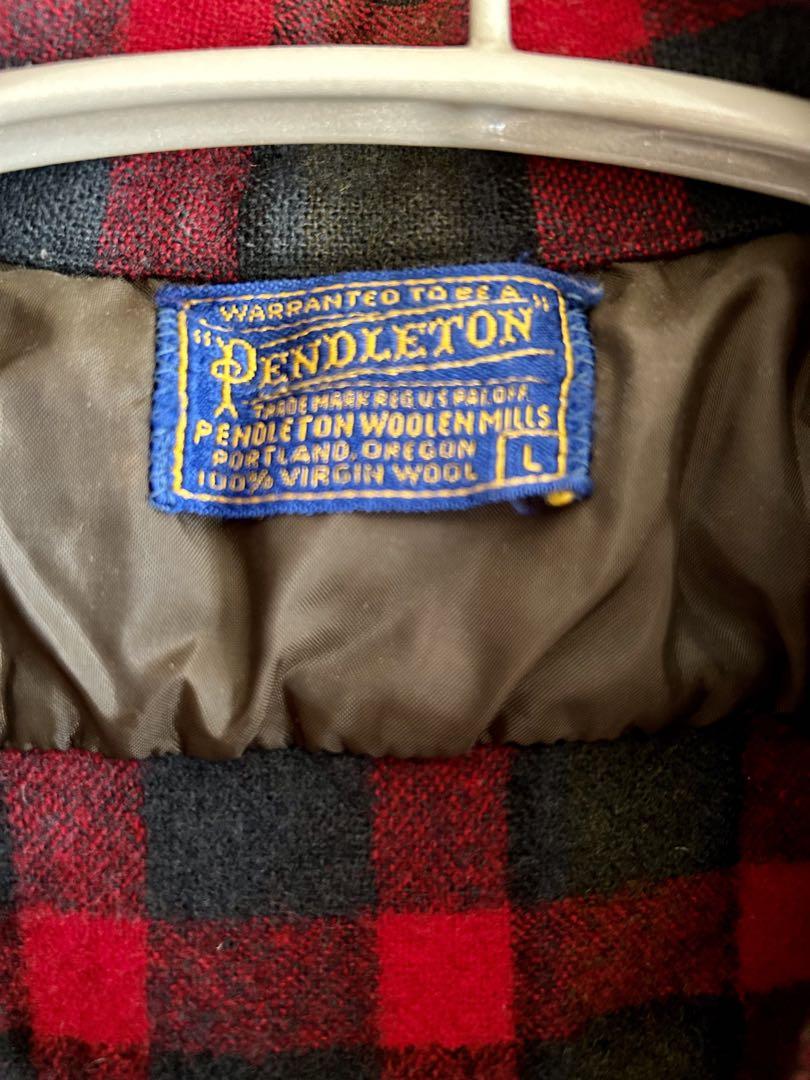 WARRANTED TO BE A
"PENDLETON"
TRADE MARK REG. U.S. PAT. OFF.
PENDLETON WOOLEN MILLS
PORTLAND, OREGON
100% VIRGIN WOOL
L